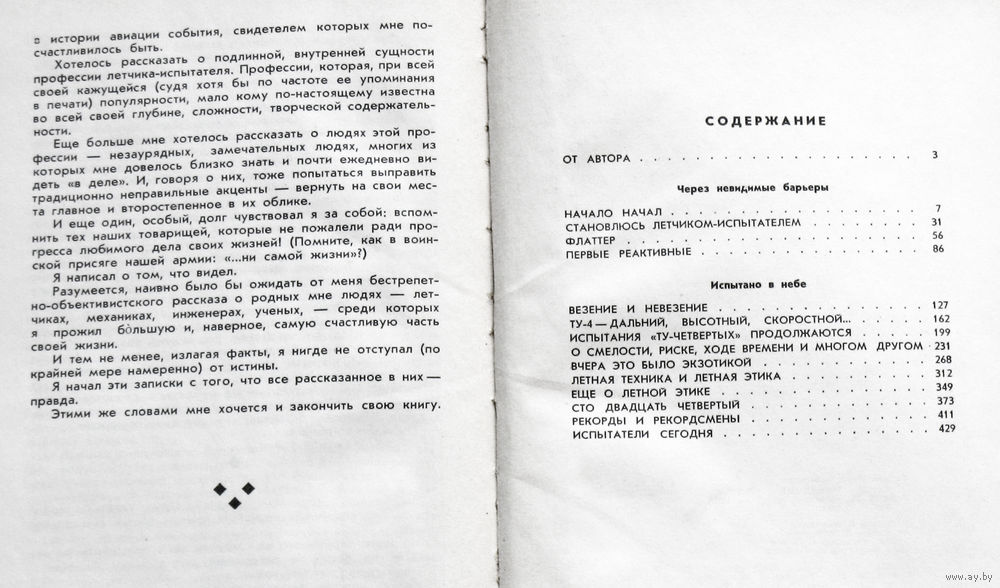 в истории авиации события, свидетелем которых мне по-
счастливилось быть.
Хотелось рассказать о подлинной, внутренней сущности
профессии летчика-испытателя. Профессии, которая, при всей
своей кажущейся (судя хотя бы по частоте ее упоминания
в печати) популярности, мало кому по-настоящему известна
во всей своей глубине, сложности, творческой содержатель-
ности.
Еще больше мне хотелось рассказать о людях этой про-
фессии — незаурядных, замечательных людях, многих из
которых мне довелось близко знать и почти ежедневно ви-
деть «в деле». И, говоря о них, тоже попытаться выправить
традиционно неправильные акценты — вернуть на свои мес-
та главное и второстепенное в их облике.
И еще один, особый, долг чувствовал я за собой: вспом-
нить тех наших товарищей, которые не пожалели ради про-
гресса любимого дела своих жизней! (Помните, как в воин-
ской присяге нашей армии: «...ни самой жизни»?)
Я написал о том, что видел.
Разумеется, наивно было бы ожидать от меня бестрепет-
но-объективистского рассказа о родных мне людях — лет-
чиках, механиках, инженерах, ученых, — среди которых
я прожил бо́льшую и, наверное, самую счастливую часть
своей жизни.
И тем не менее, излагая факты, я нигде не отступал (по
крайней мере намеренно) от истины.
Я начал эти записки с того, что все рассказанное в них —
правда.
Этими же словами мне хочется и закончить свою книгу.
СОДЕРЖАНИЕ
ОТ АВТОРА . . . . . . . . . . . . . . . . . . 3
Через невидимые барьеры
НАЧАЛО НАЧАЛ . . . . . . . . . . . . . . . . 7
СТАНОВЛЮСЬ ЛЕТЧИКОМ-ИСПЫТАТЕЛЕМ . . . . . . . 31
ФЛАТТЕР . . . . . . . . . . . . . . . . . . 56
ПЕРВЫЕ РЕАКТИВНЫЕ . . . . . . . . . . . . . . 86
Испытано в небе
ВЕЗЕНИЕ И НЕВЕЗЕНИЕ . . . . . . . . . . . . . 127
ТУ-4 — ДАЛЬНИЙ, ВЫСОТНЫЙ, СКОРОСТНОЙ... . . . . . 162
ИСПЫТАНИЯ «ТУ-ЧЕТВЕРТЫХ» ПРОДОЛЖАЮТСЯ . . . . 199
О СМЕЛОСТИ, РИСКЕ, ХОДЕ ВРЕМЕНИ И МНОГОМ ДРУГОМ . 231
ВЧЕРА ЭТО БЫЛО ЭКЗОТИКОЙ . . . . . . . . . . 268
ЛЕТНАЯ ТЕХНИКА И ЛЕТНАЯ ЭТИКА . . . . . . . . 312
ЕЩЕ О ЛЕТНОЙ ЭТИКЕ . . . . . . . . . . . . . 349
СТО ДВАДЦАТЬ ЧЕТВЕРТЫЙ . . . . . . . . . . . 373
РЕКОРДЫ И РЕКОРДСМЕНЫ . . . . . . . . . . . 411
ИСПЫТАТЕЛИ СЕГОДНЯ . . . . . . . . . . . . . 429
www.ay.by